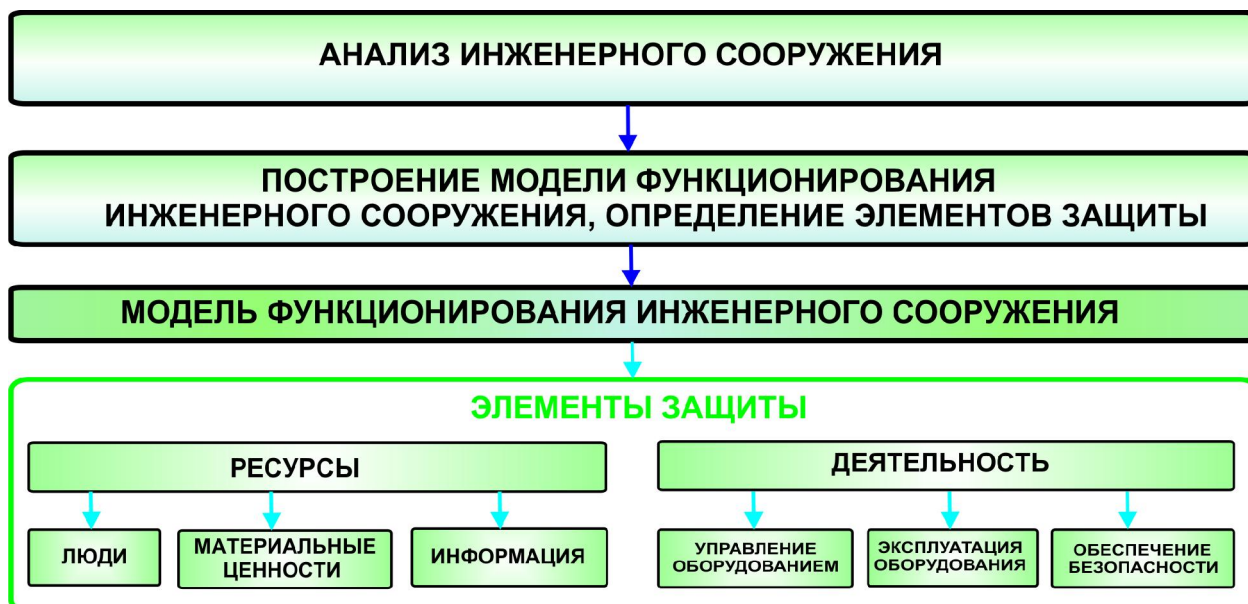 АНАЛИЗ ИНЖЕНЕРНОГО СООРУЖЕНИЯ
ПОСТРОЕНИЕ МОДЕЛИ ФУНКЦИОНИРОВАНИЯ
ИНЖЕНЕРНОГО СООРУЖЕНИЯ, ОПРЕДЕЛЕНИЕ ЭЛЕМЕНТОВ ЗАЩИТЫ
МОДЕЛЬ ФУНКЦИОНИРОВАНИЯ ИНЖЕНЕРНОГО СООРУЖЕНИЯ
ЭЛЕМЕНТЫ ЗАЩИТЫ
РЕСУРСЫ
ЛЮДИ
МАТЕРИАЛЬНЫЕ
ЦЕННОСТИ
ИНФОРМАЦИЯ
ДЕЯТЕЛЬНОСТЬ
УПРАВЛЕНИЕ
ОБОРУДОВАНИЕМ
ЭКСПЛУАТАЦИЯ
ОБОРУДОВАНИЯ
ОБЕСПЕЧЕНИЕ
БЕЗОПАСНОСТИ